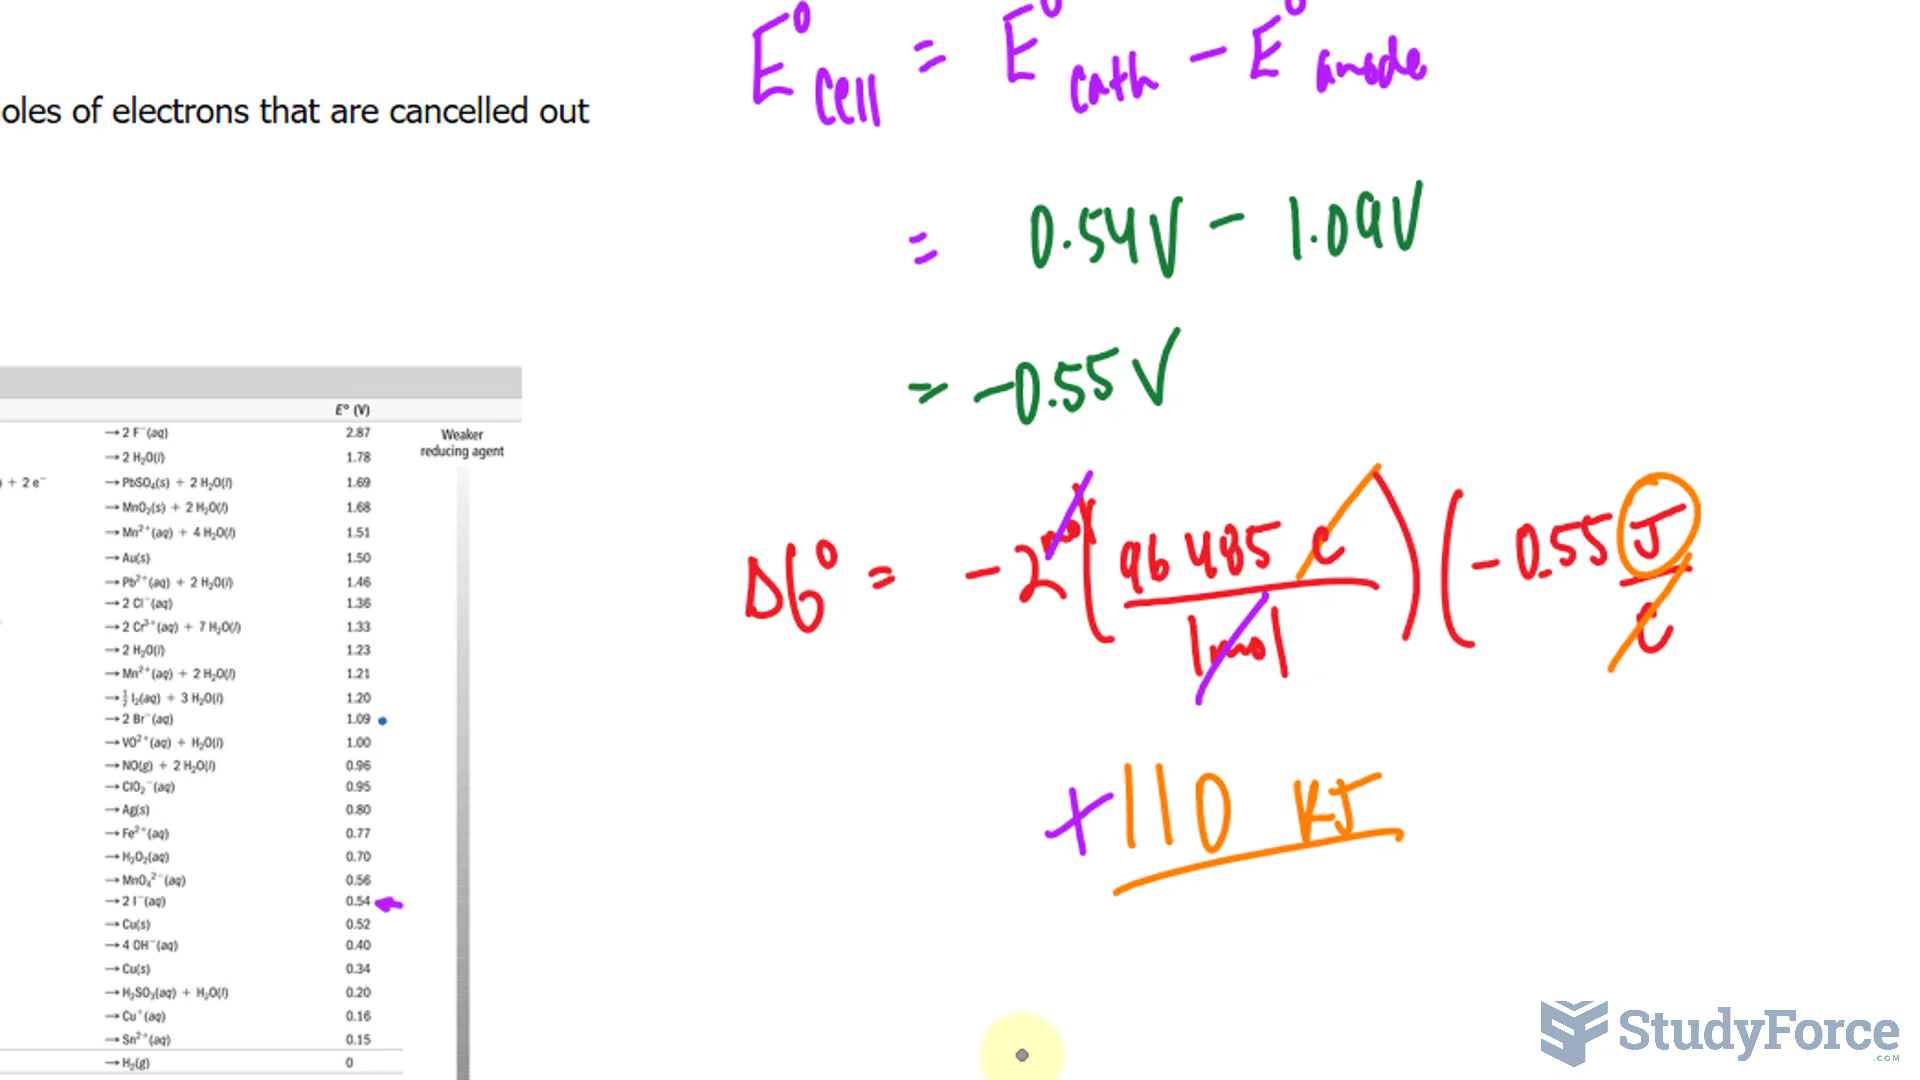 E°cell = E°cath − E°anode
oles of electrons that are cancelled out
= 0.54V − 1.09V
= −0.55V
E° (V)
→ 2 F⁻(aq) 2.87
Weaker
reducing agent
→ 2 H₂O(l) 1.78
) + 2 e⁻ → PbSO₄(s) + 2 H₂O(l) 1.69
→ MnO₂(s) + 2 H₂O(l) 1.68
→ Mn²⁺(aq) + 4 H₂O(l) 1.51
→ Au(s) 1.50
→ Pb²⁺(aq) + 2 H₂O(l) 1.46
→ 2 Cl⁻(aq) 1.36
→ 2 Cr³⁺(aq) + 7 H₂O(l) 1.33
→ 2 H₂O(l) 1.23
→ Mn²⁺(aq) + 2 H₂O(l) 1.21
→ ½ I₂(aq) + 3 H₂O(l) 1.20
→ 2 Br⁻(aq) 1.09
→ VO²⁺(aq) + H₂O(l) 1.00
→ NO(g) + 2 H₂O(l) 0.96
→ ClO₂⁻(aq) 0.95
→ Ag(s) 0.80
→ Fe²⁺(aq) 0.77
→ H₂O₂(aq) 0.70
→ MnO₄²⁻(aq) 0.56
→ 2 I⁻(aq) 0.54
→ Cu(s) 0.52
→ 4 OH⁻(aq) 0.40
→ Cu(s) 0.34
→ H₂SO₃(aq) + H₂O(l) 0.20
→ Cu⁺(aq) 0.16
→ Sn²⁺(aq) 0.15
→ H₂(g) 0
ΔG° = −2 mol (96 485 C / 1 mol) (−0.55 J / C)
+110 kJ
StudyForce
.COM